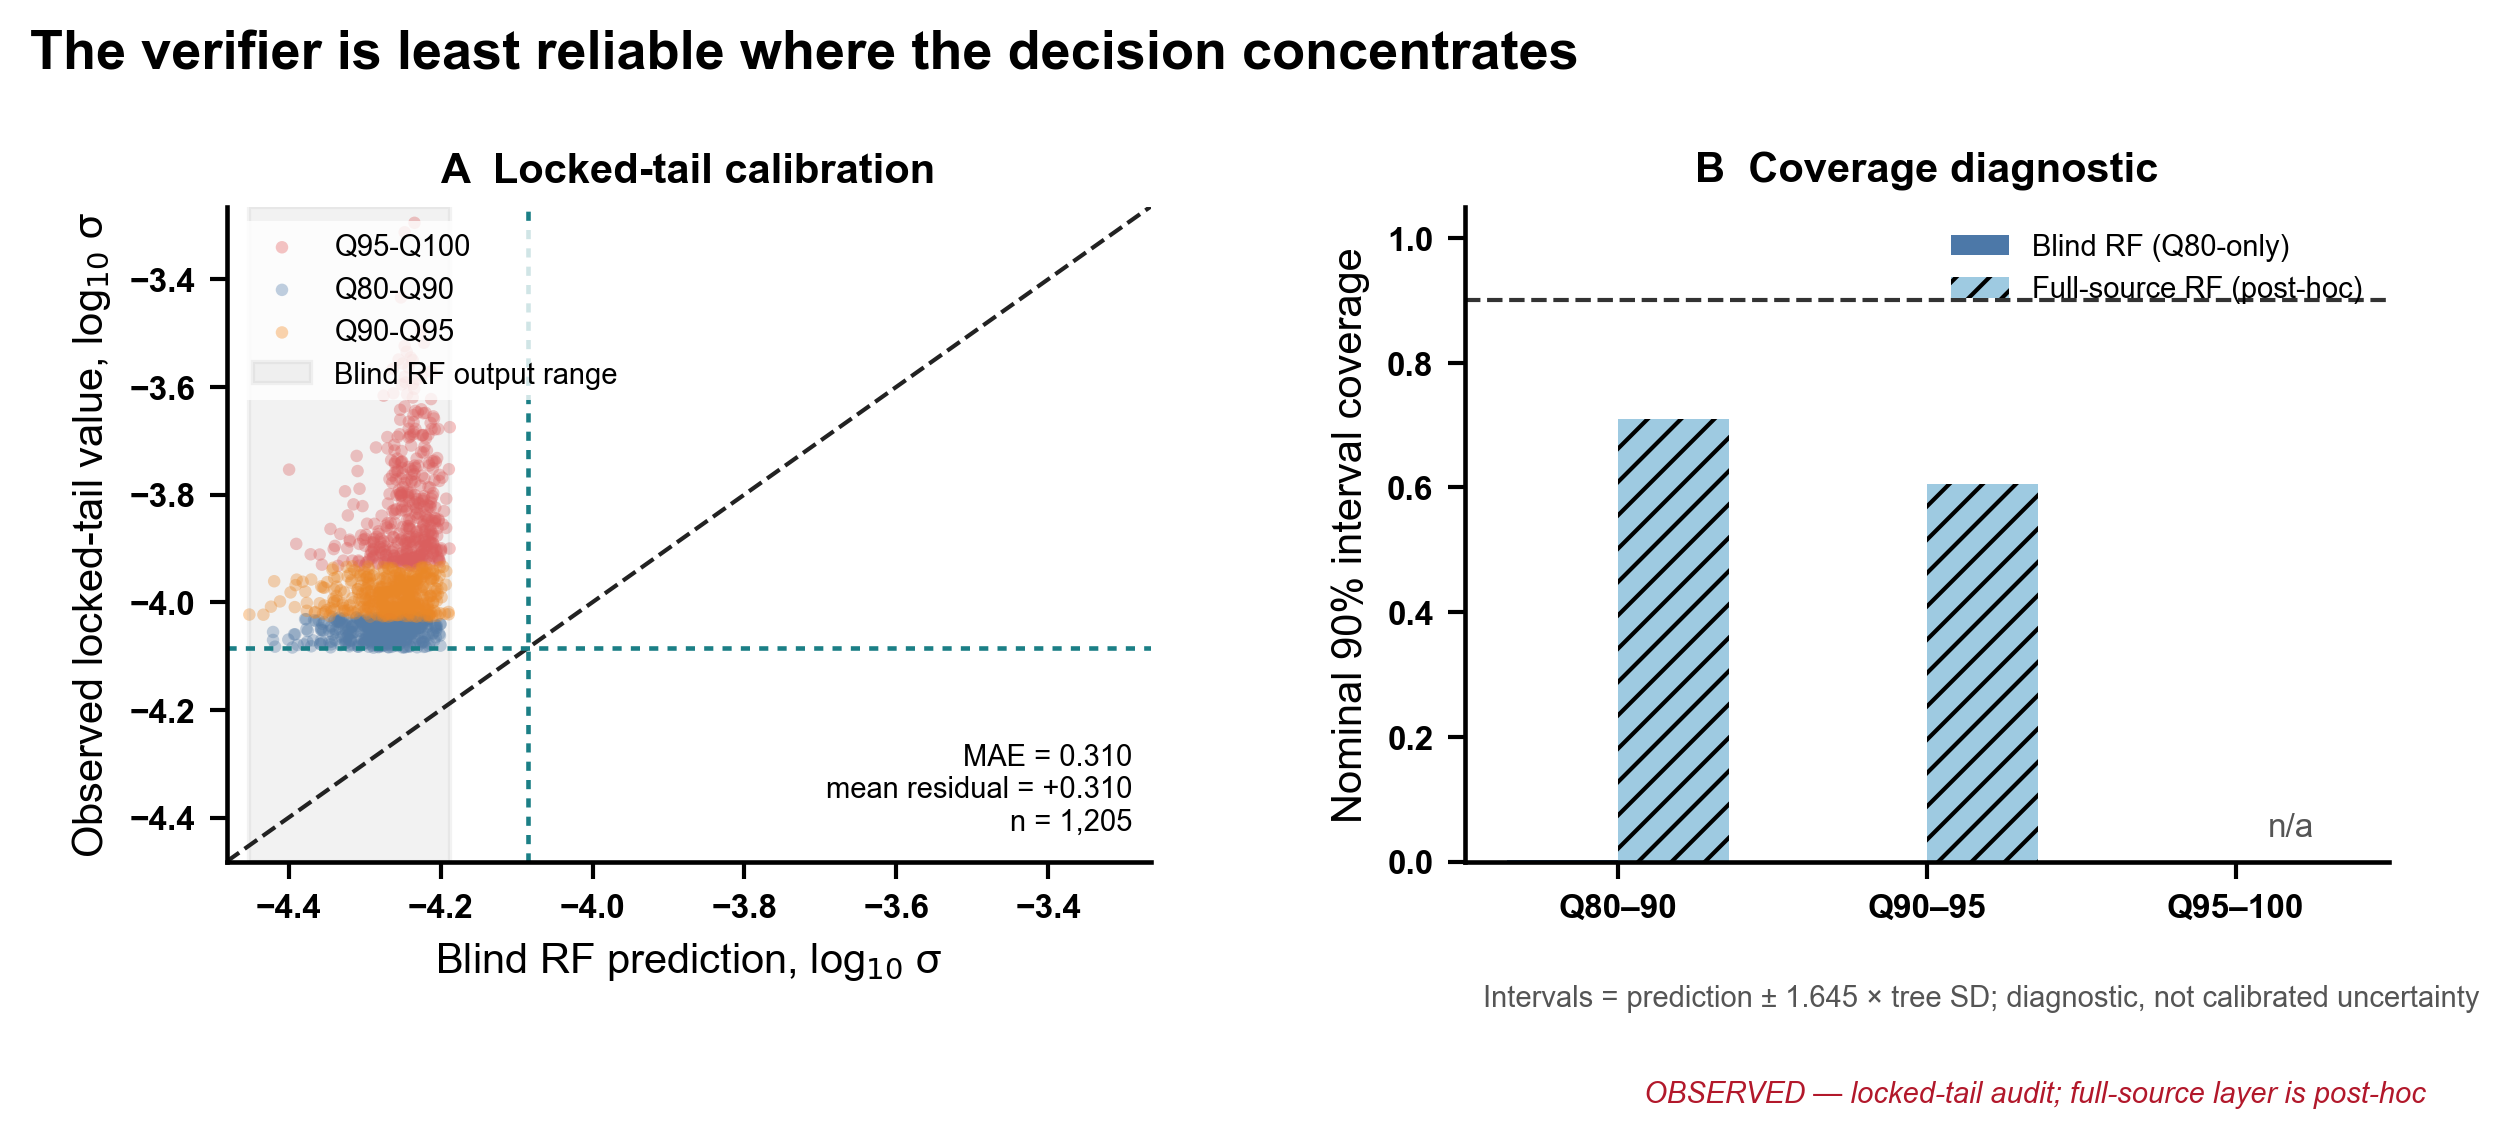 The verifier is least reliable where the decision concentrates
A  Locked-tail calibration
Observed locked-tail value, log₁₀ σ
−3.4
−3.6
−3.8
−4.0
−4.2
−4.4
Q95-Q100
Q80-Q90
Q90-Q95
Blind RF output range
MAE = 0.310
mean residual = +0.310
n = 1,205
−4.4 −4.2 −4.0 −3.8 −3.6 −3.4
Blind RF prediction, log₁₀ σ
B  Coverage diagnostic
Nominal 90% interval coverage
1.0
0.8
0.6
0.4
0.2
0.0
Blind RF (Q80-only)
Full-source RF (post-hoc)
n/a
Q80–90 Q90–95 Q95–100
Intervals = prediction ± 1.645 × tree SD; diagnostic, not calibrated uncertainty
OBSERVED — locked-tail audit; full-source layer is post-hoc